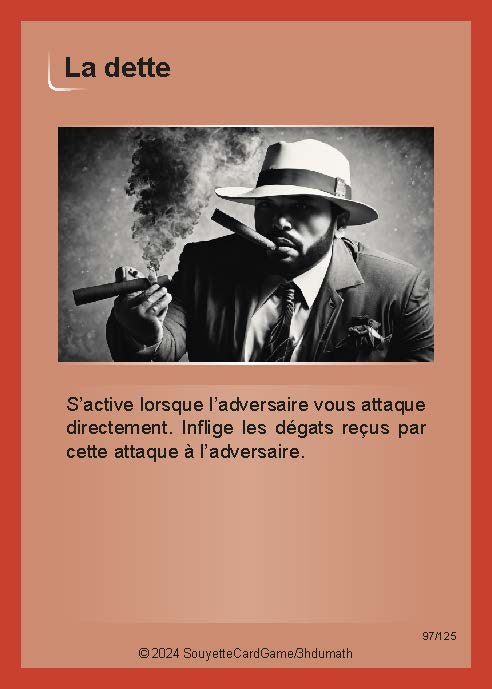 La dette
S’active lorsque l’adversaire vous attaque
directement. Inflige les dégats reçus par
cette attaque à l’adversaire.
97/125
© 2024 SouyetteCardGame/3hdumath